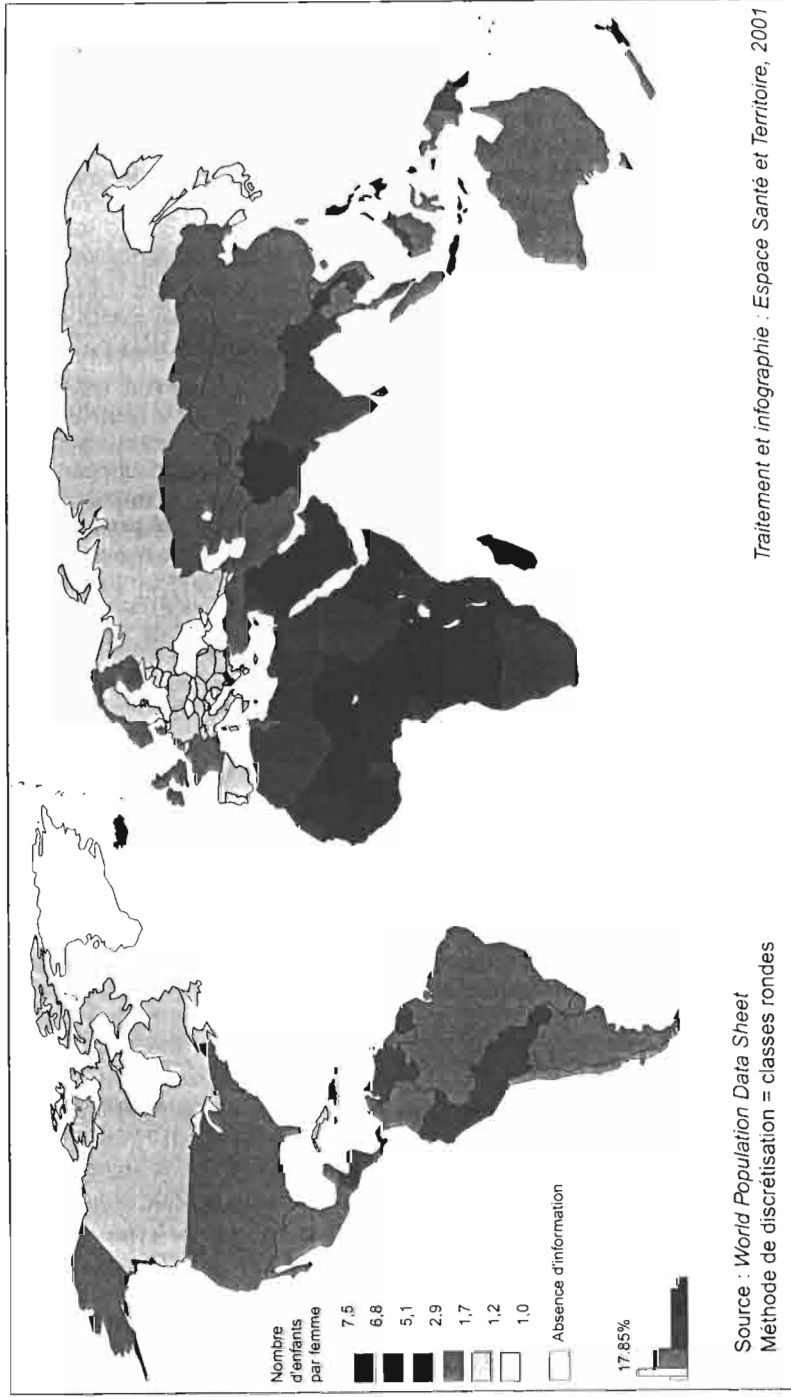 Nombre
d'enfants
par femme
7,5
6,8
5,1
2,9
1,7
1,2
1,0
Absence d'information
17.85%
Source : World Population Data Sheet
Méthode de discrétisation = classes rondes
Traitement et infographie : Espace Santé et Territoire, 2001